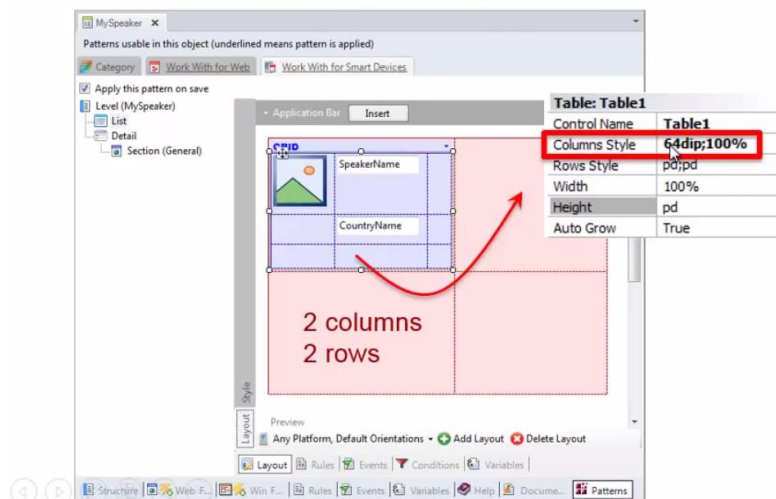 MySpeaker
Patterns usable in this object (underlined means pattern is applied)
Category Work With for Web Work With for Smart Devices
Apply this pattern on save
Level (MySpeaker)
List
Detail
Section (General)
Application Bar Insert
GRID
SpeakerName
CountryName
2 columns
2 rows
Table: Table1
Control Name Table1
Columns Style 64dip;100%
Rows Style pd;pd
Width 100%
Height pd
Auto Grow True
Style
Layout
Preview
Any Platform, Default Orientations Add Layout Delete Layout
Layout Rules Events Conditions Variables
Structure Web F... Win F... Rules Events Variables Help Docume... Patterns